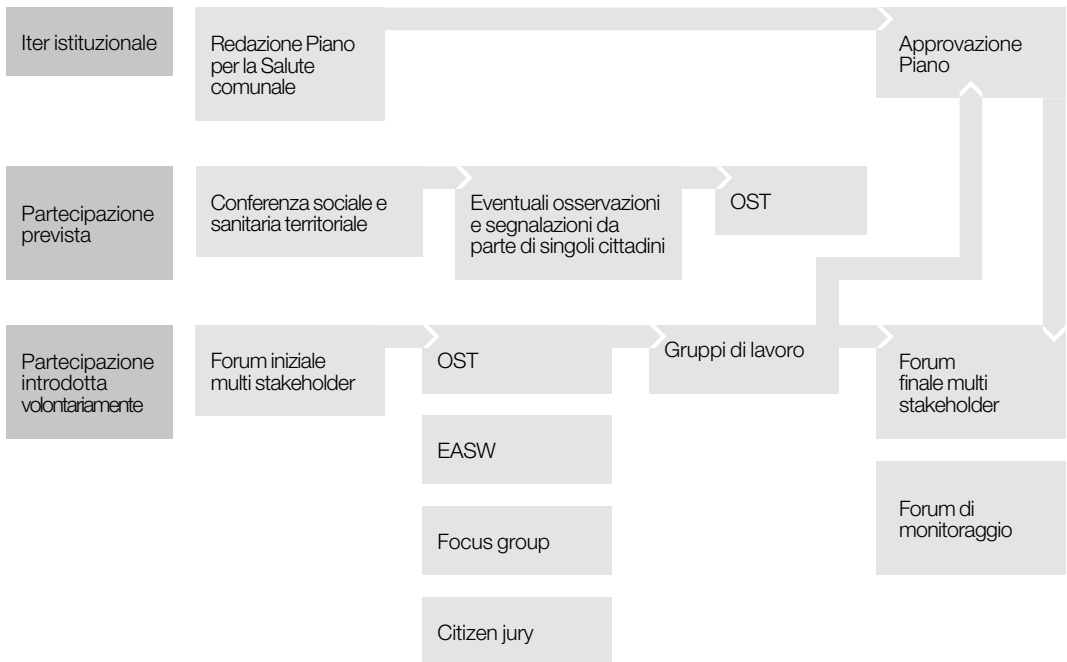 Iter istituzionale
Redazione Piano
per la Salute
comunale
Approvazione
Piano
Partecipazione
prevista
Conferenza sociale e
sanitaria territoriale
Eventuali osservazioni
e segnalazioni da
parte di singoli cittadini
OST
Partecipazione
introdotta
volontariamente
Forum iniziale
multi stakeholder
OST
Gruppi di lavoro
Forum
finale multi
stakeholder
EASW
Focus group
Citizen jury
Forum di
monitoraggio